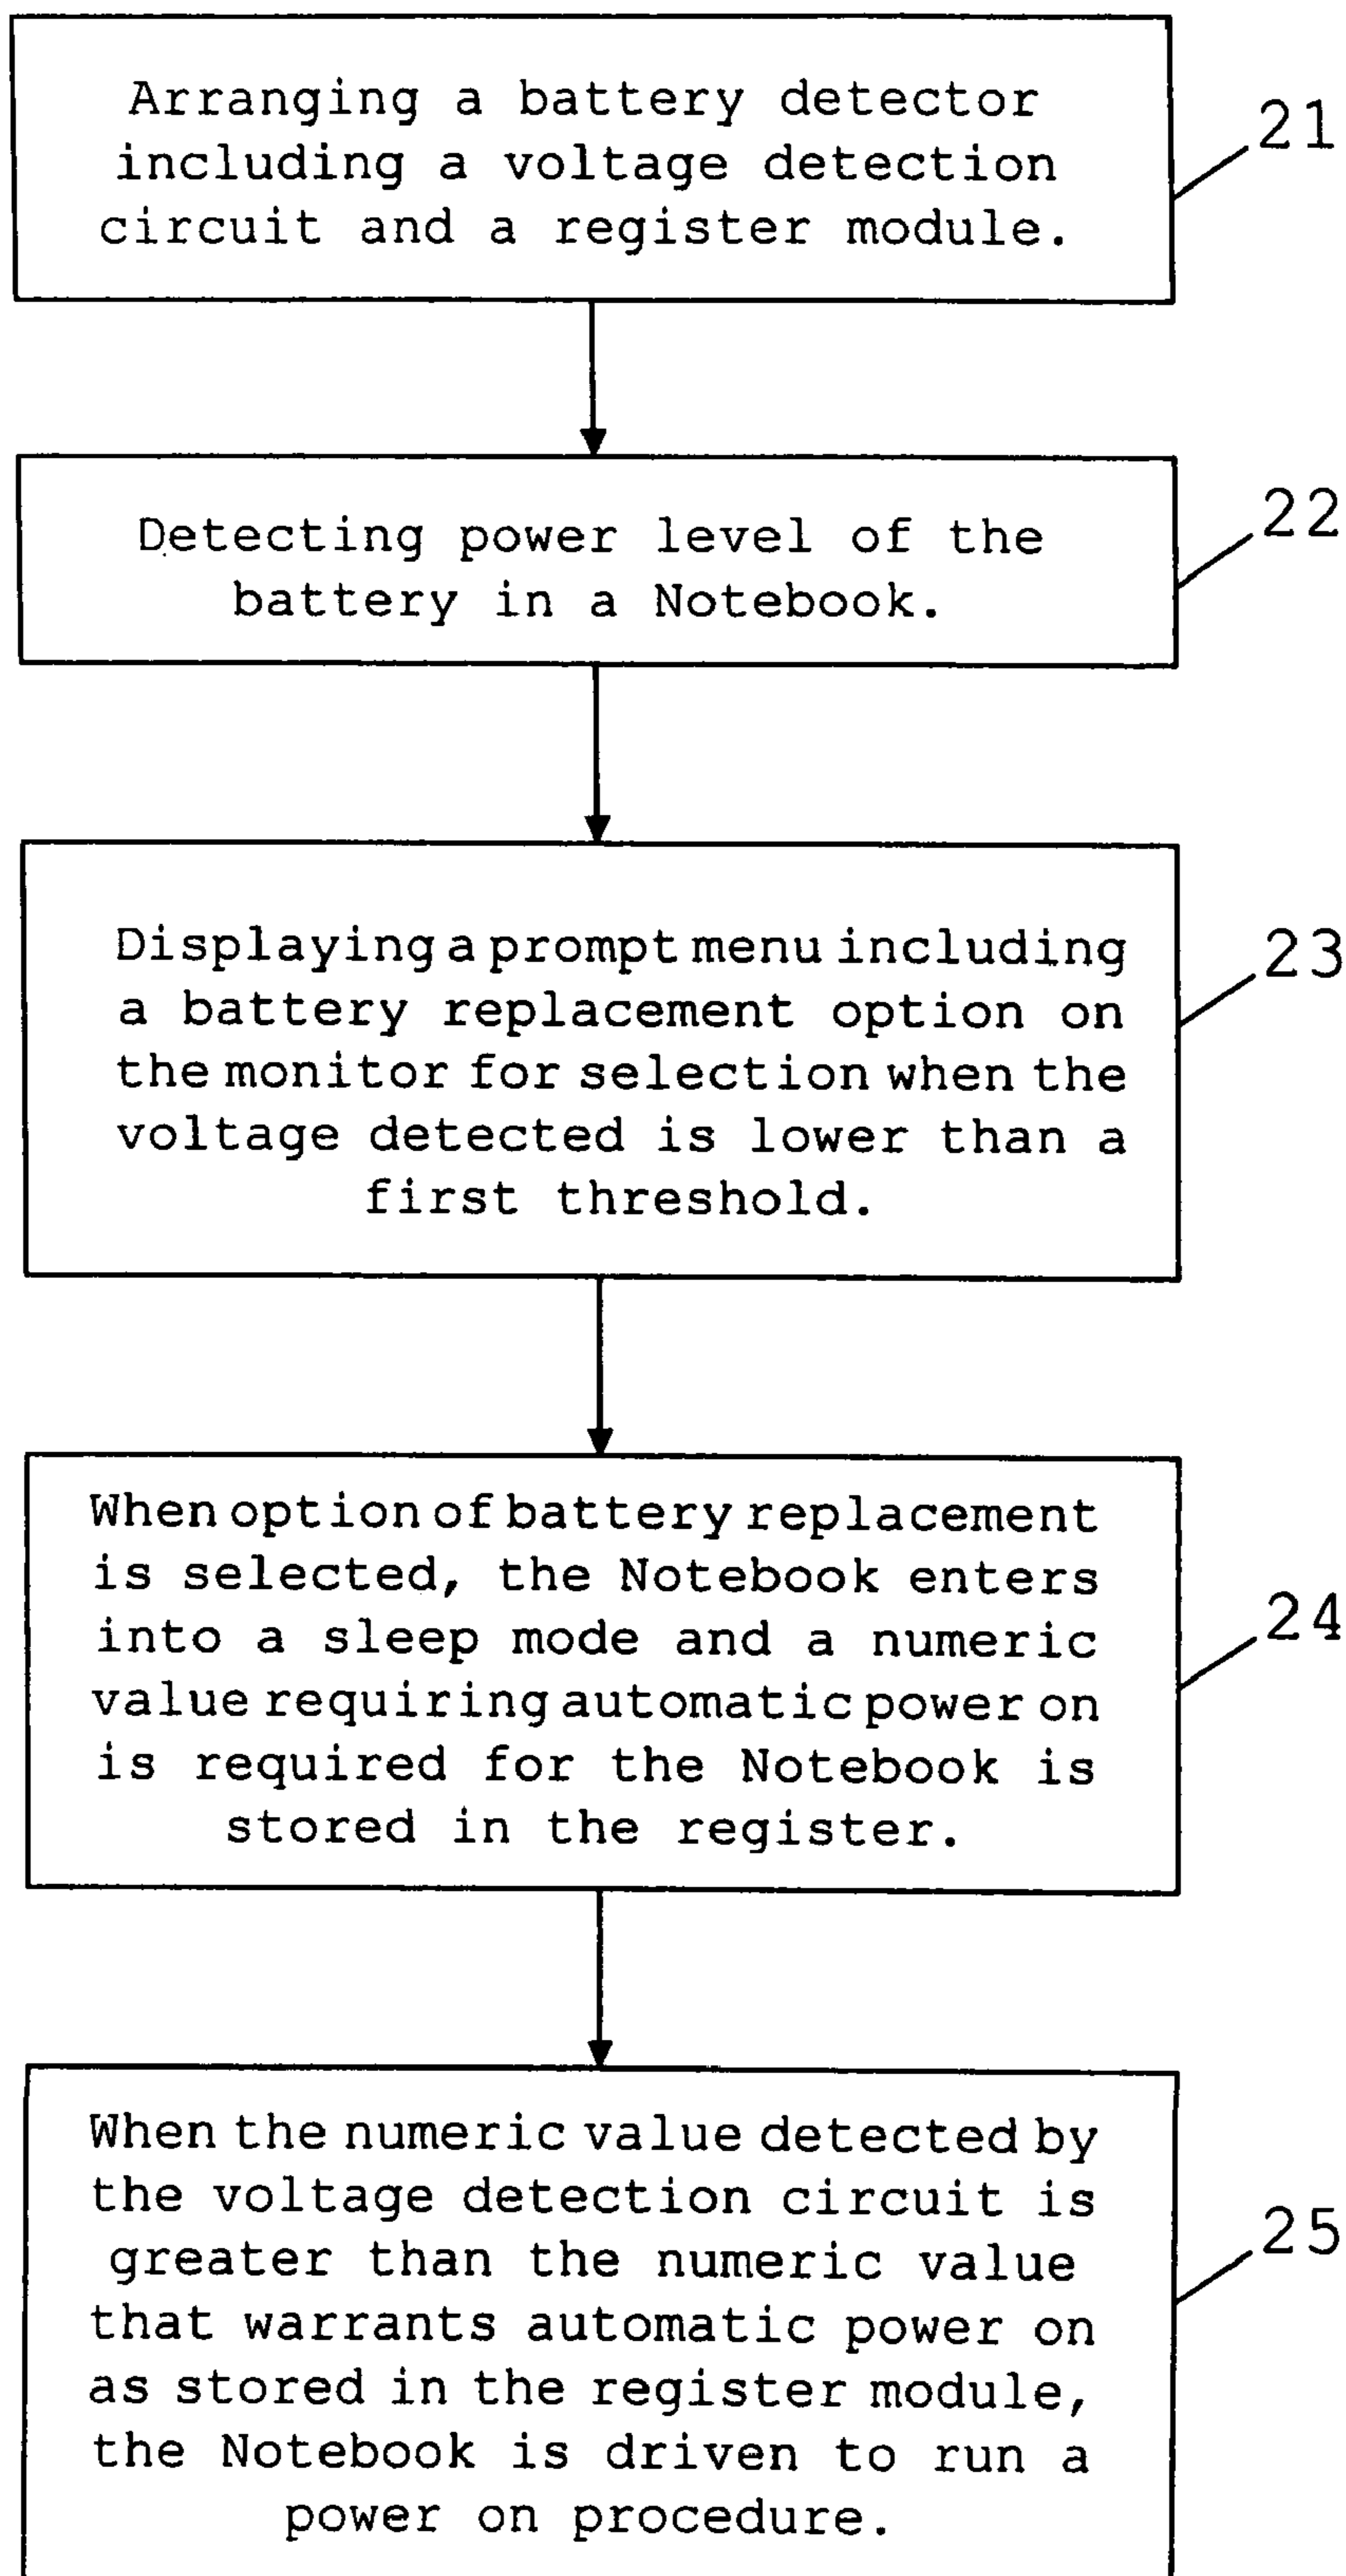 Arranging a battery detector
including a voltage detection
circuit and a register module.
21
Detecting power level of the
battery in a Notebook.
22
Displaying a prompt menu including
a battery replacement option on
the monitor for selection when the
voltage detected is lower than a
first threshold.
23
When option of battery replacement
is selected, the Notebook enters
into a sleep mode and a numeric
value requiring automatic power on
is required for the Notebook is
stored in the register.
24
When the numeric value detected by
the voltage detection circuit is
greater than the numeric value
that warrants automatic power on
as stored in the register module,
the Notebook is driven to run a
power on procedure.
25